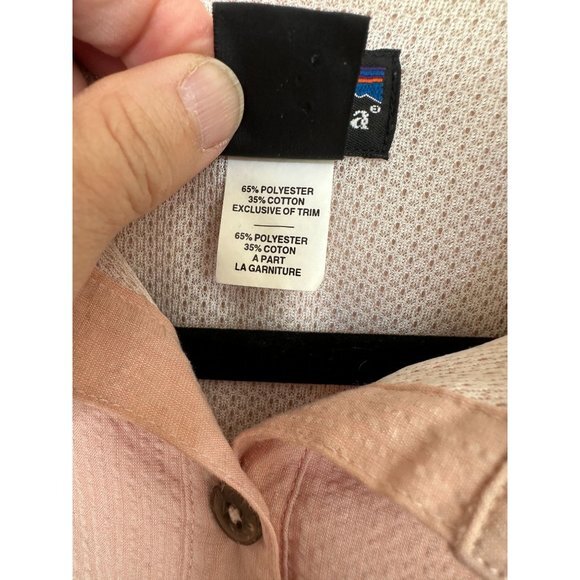 a®
65% POLYESTER
35% COTTON
EXCLUSIVE OF TRIM
65% POLYESTER
35% COTON
A PART
LA GARNITURE